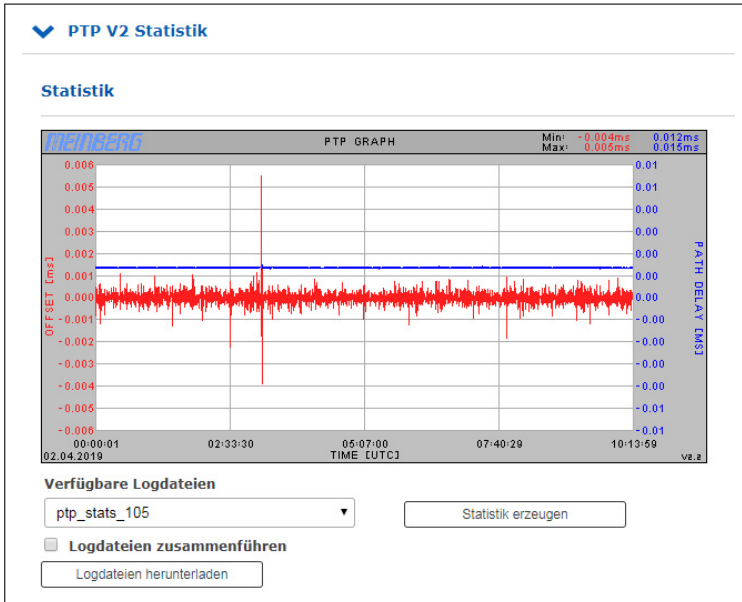 PTP V2 Statistik
Statistik
MEINBERG PTP GRAPH Min: -0.004ms 0.012ms
Max: 0.005ms 0.015ms
0.006 0.01
0.005 0.01
0.004 0.00
0.003 0.00
0.002 0.00
0.001 0.00
0.000 0.00
-0.001 -0.00
-0.002 -0.00
-0.003 -0.00
-0.004 -0.00
-0.005 -0.01
-0.006 -0.01
OFFSET [ms]
PATH DELAY [MS]
00:00:01 02:33:30 05:07:00 07:40:29 10:13:59
02.04.2019 TIME [UTC] V2.2
Verfügbare Logdateien
ptp_stats_105 Statistik erzeugen
Logdateien zusammenführen
Logdateien herunterladen